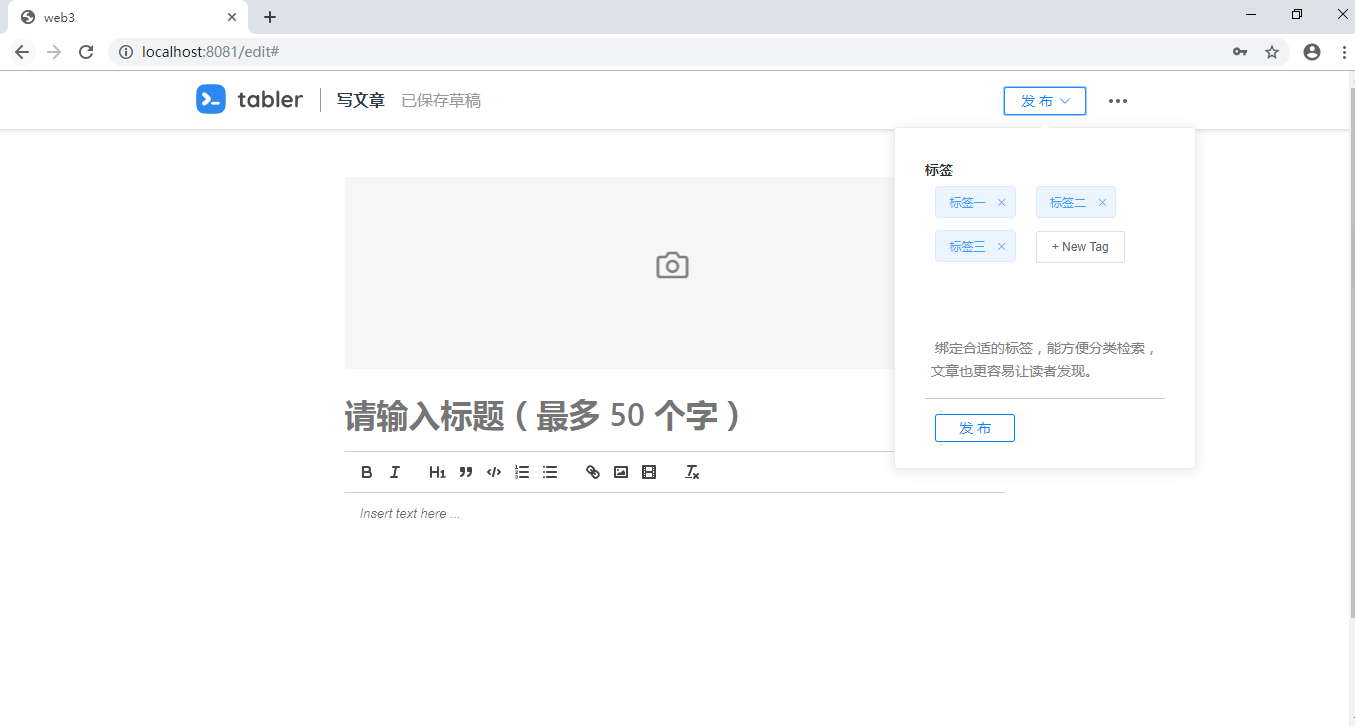 web3
localhost:8081/edit#
tabler 写文章 已保存草稿 发布
标签
标签一 标签二
标签三 + New Tag
绑定合适的标签，能方便分类检索，
文章也更容易让读者发现。
发布
请输入标题（最多 50 个字）
B I H1
Insert text here ...